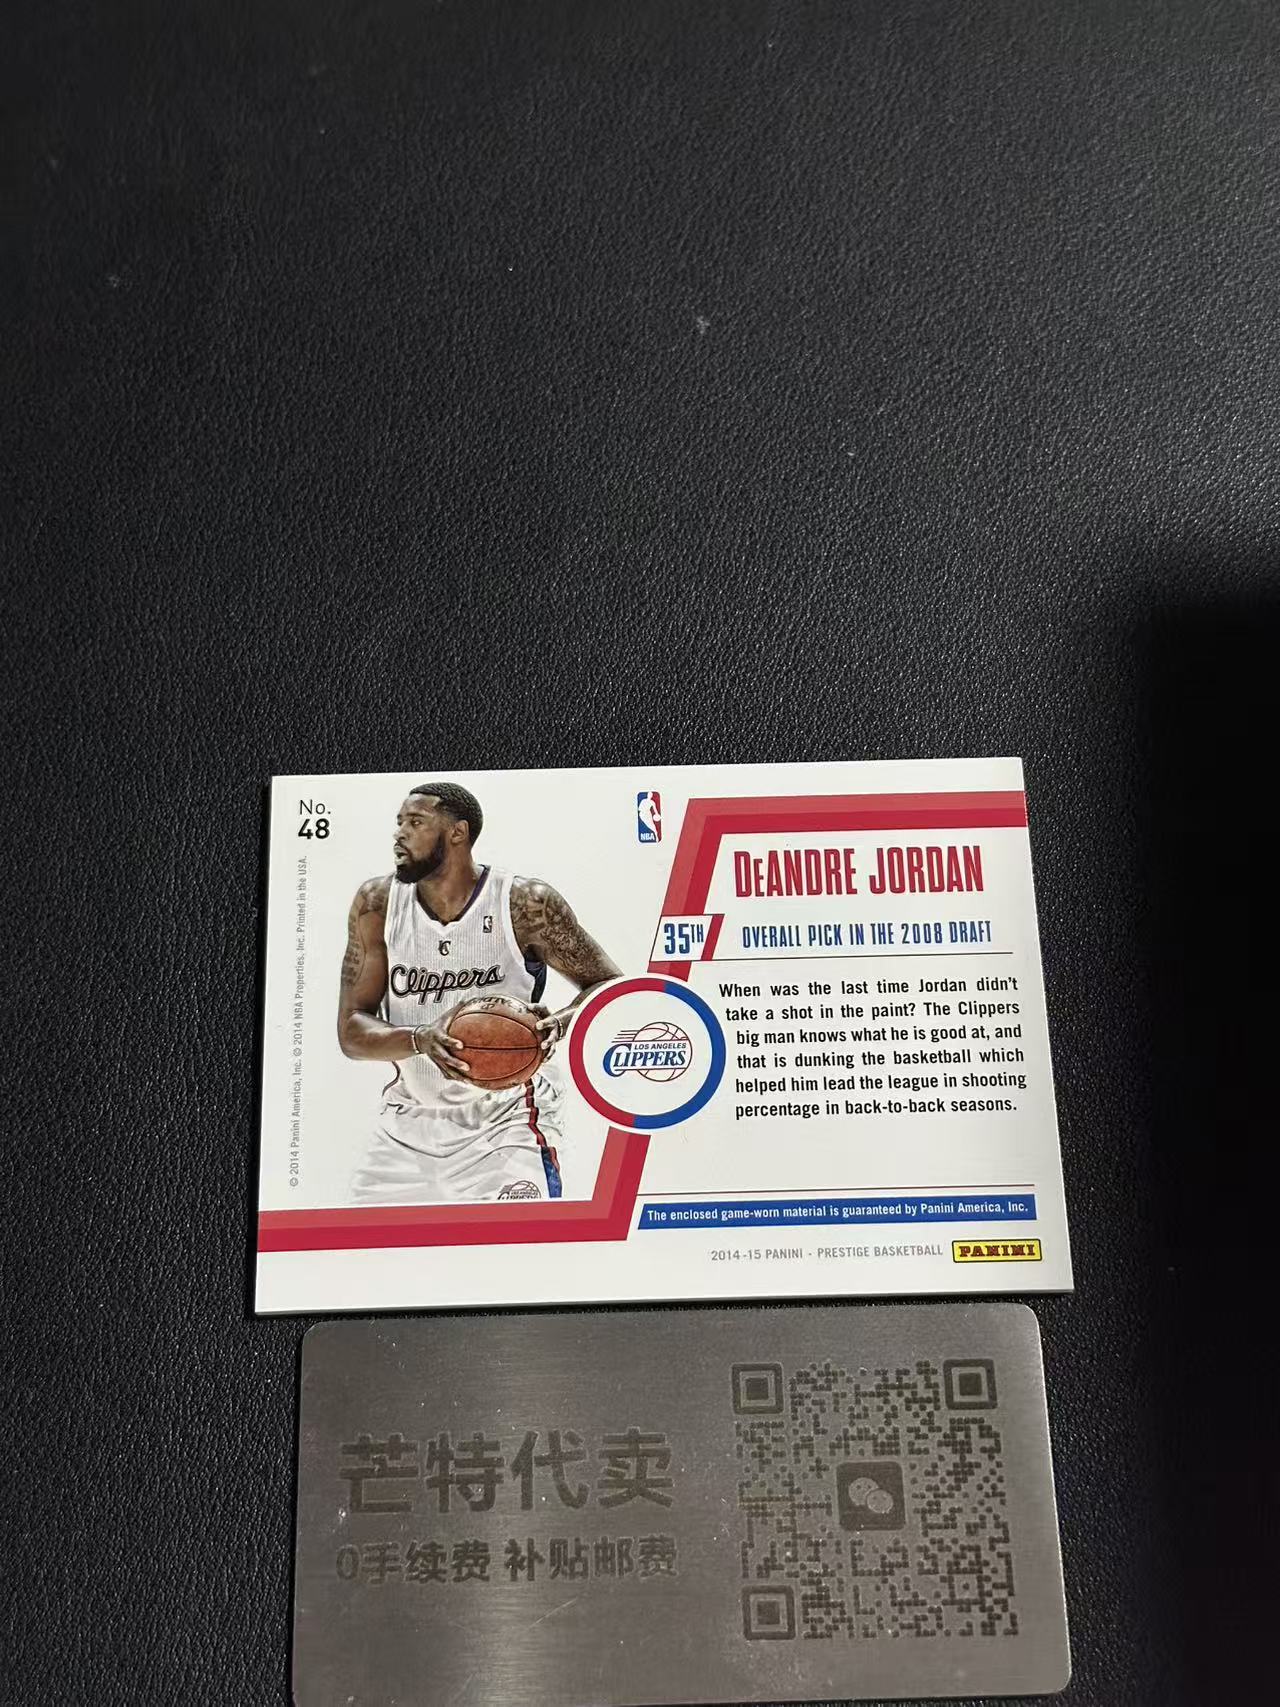 No.
48
© 2014 Panini America, Inc. © 2014 NBA Properties, Inc. Printed in the USA.
NBA
Clippers
DEANDRE JORDAN
35TH
OVERALL PICK IN THE 2008 DRAFT
When was the last time Jordan didn't
take a shot in the paint? The Clippers
big man knows what he is good at, and
that is dunking the basketball which
helped him lead the league in shooting
percentage in back-to-back seasons.
LOS ANGELES
CLIPPERS
The enclosed game-worn material is guaranteed by Panini America, Inc.
2014-15 PANINI - PRESTIGE BASKETBALL
PANINI
芒特代卖
0手续费 补贴邮费